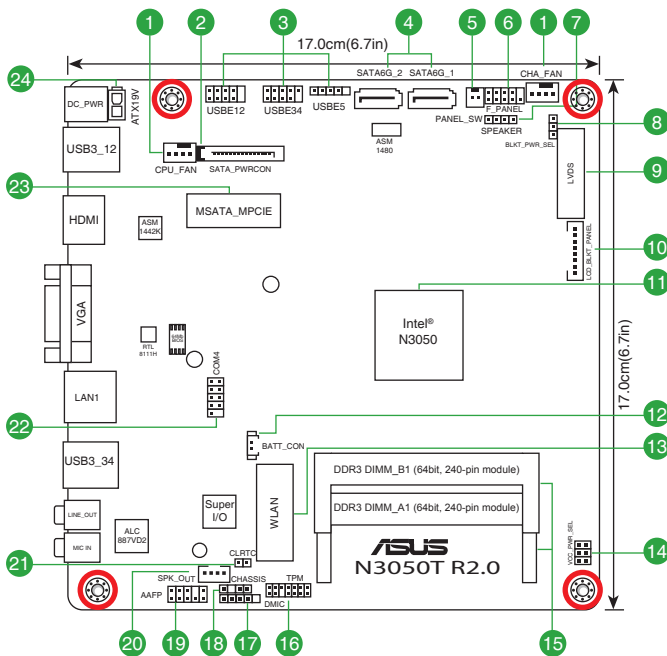 1
2
3
4
5
6
1
7
17.0cm(6.7in)
SATA6G_2
SATA6G_1
CHA_FAN
24
DC_PWR
ATX19V
USBE12
USBE34
USBE5
F_PANEL
PANEL_SW
SPEAKER
8
BLKT_PWR_SEL
ASM
1480
USB3_12
1
CPU_FAN
SATA_PWRCON
LVDS
9
23
MSATA_MPCIE
HDMI
ASM
1442K
LCD_BLKT_PANEL
10
11
VGA
Intel®
N3050
RTL
8111H
BIOS
17.0cm(6.7in)
COM4
LAN1
22
12
BATT_CON
13
USB3_34
DDR3 DIMM_B1 (64bit, 240-pin module)
DDR3 DIMM_A1 (64bit, 240-pin module)
WLAN
Super
I/O
LINE_OUT
ALC
887VD2
MIC IN
ASUS
N3050T R2.0
VCC_PWR_SEL
14
21
CLRTC
SPK_OUT
CHASSIS
TPM
AAFP
DMIC
20
19
18
17
16
15